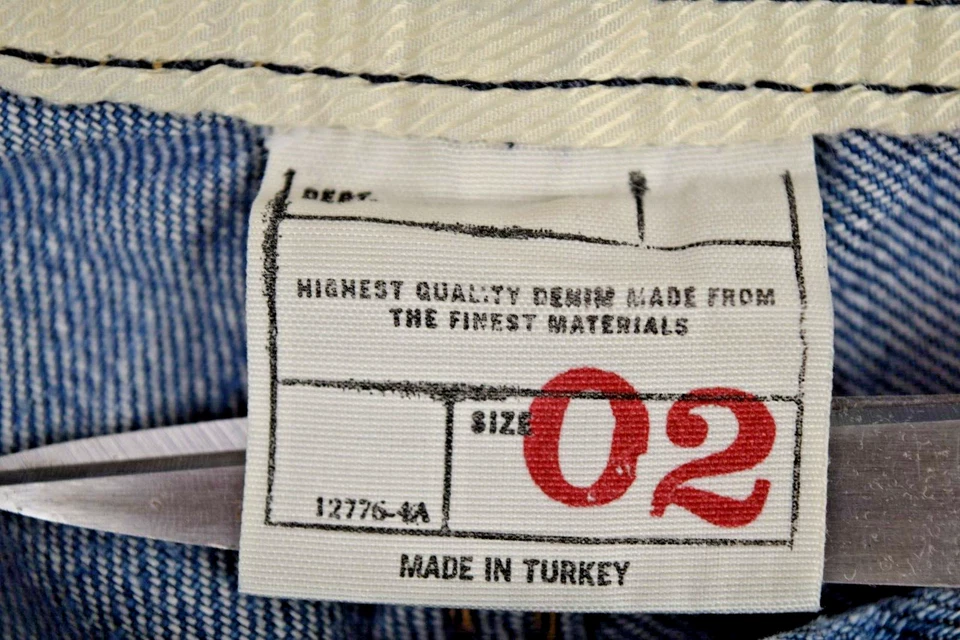 DEPT.
HIGHEST QUALITY DENIM MADE FROM
THE FINEST MATERIALS
SIZE 02
12776-4A
MADE IN TURKEY